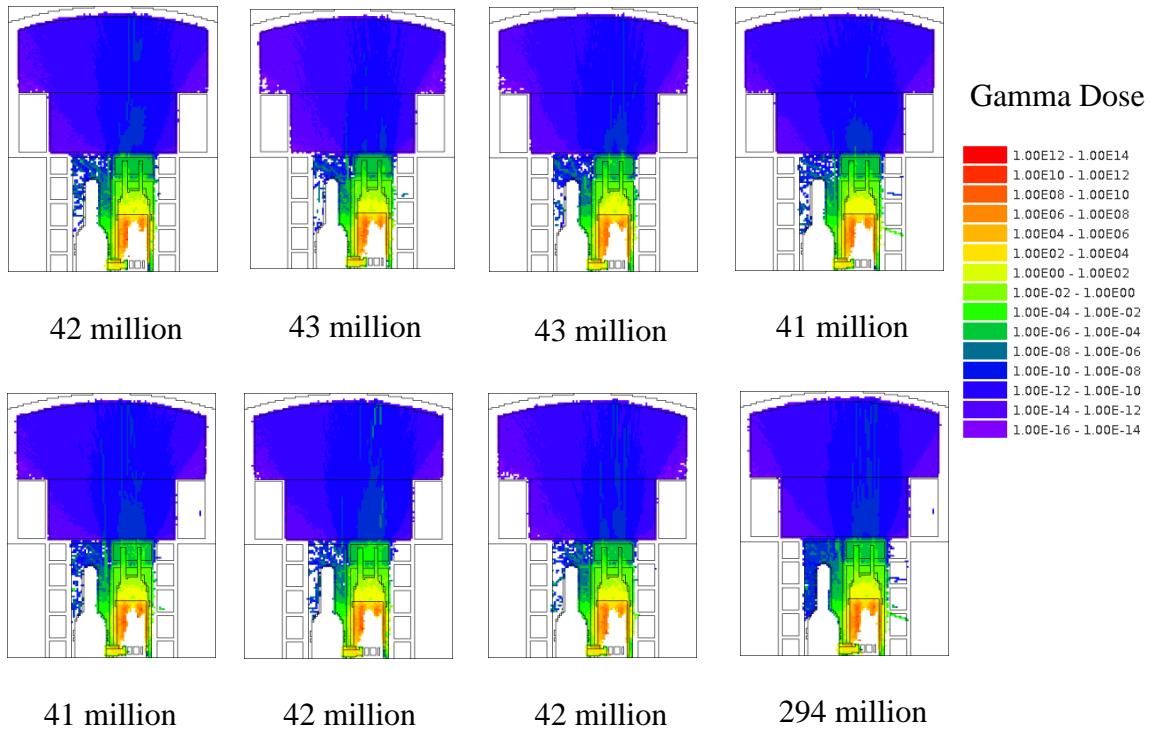 Gamma Dose
1.00E12 - 1.00E14
1.00E10 - 1.00E12
1.00E08 - 1.00E10
1.00E06 - 1.00E08
1.00E04 - 1.00E06
1.00E02 - 1.00E04
1.00E00 - 1.00E02
1.00E-02 - 1.00E00
1.00E-04 - 1.00E-02
1.00E-06 - 1.00E-04
1.00E-08 - 1.00E-06
1.00E-10 - 1.00E-08
1.00E-12 - 1.00E-10
1.00E-14 - 1.00E-12
1.00E-16 - 1.00E-14
42 million
43 million
43 million
41 million
41 million
42 million
42 million
294 million